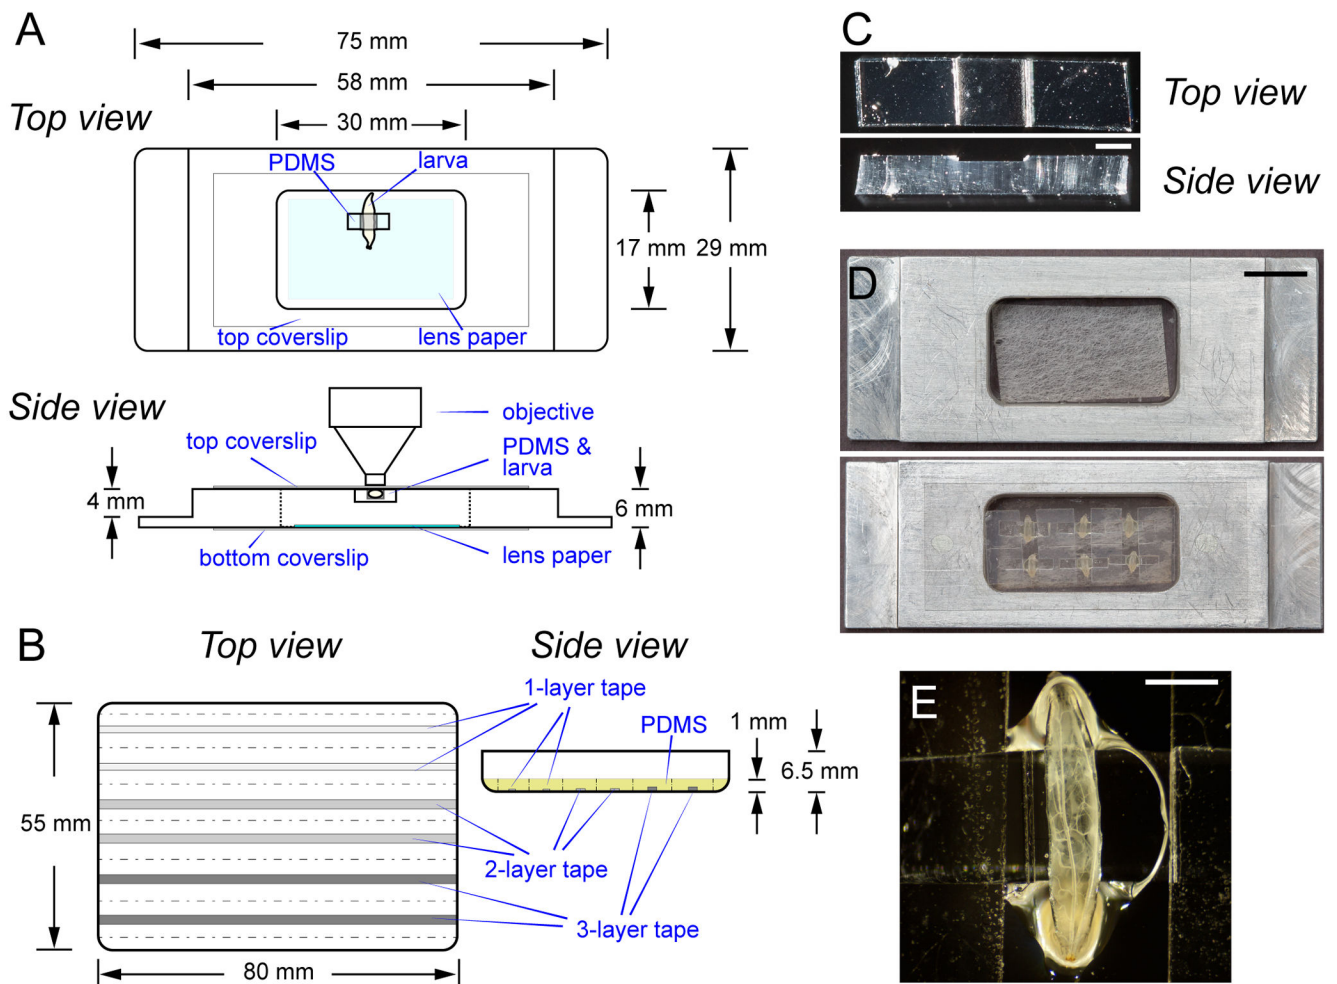 A
75 mm
58 mm
30 mm
Top view
PDMS
larva
17 mm
29 mm
top coverslip
lens paper
Side view
objective
top coverslip
PDMS &
larva
4 mm
6 mm
bottom coverslip
lens paper
B
Top view
Side view
1-layer tape
PDMS
1 mm
6.5 mm
55 mm
2-layer tape
3-layer tape
80 mm
C
Top view
Side view
D
E